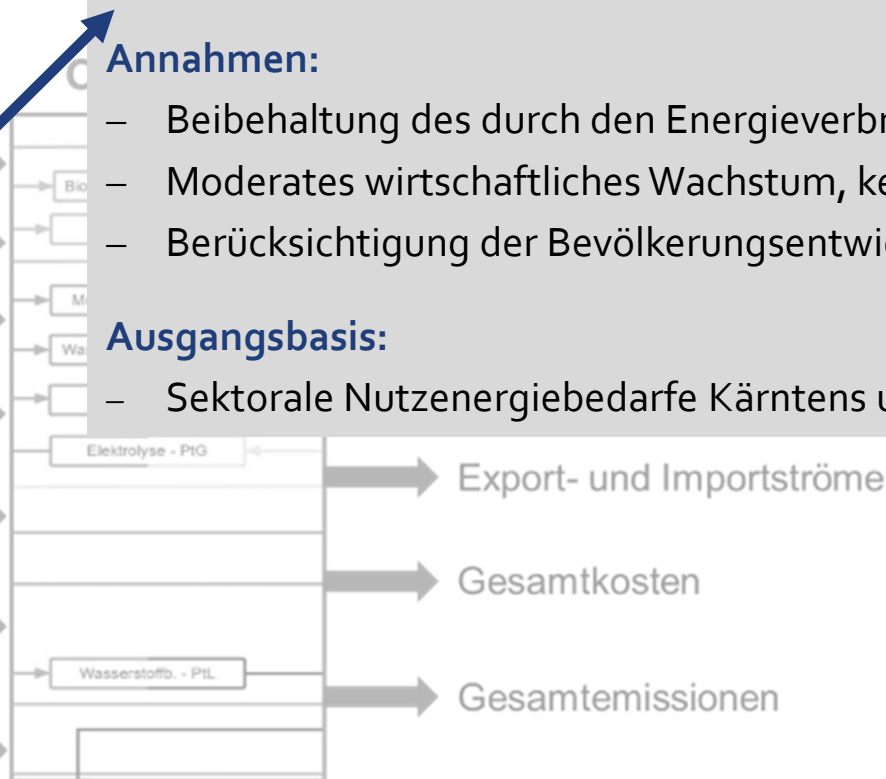 Annahmen:
– Beibehaltung des durch den Energieverbr
– Moderates wirtschaftliches Wachstum, ke
– Berücksichtigung der Bevölkerungsentwi
Ausgangsbasis:
– Sektorale Nutzenergiebedarfe Kärntens u
Bio
Elektrolyse - PtG
Export- und Importströme
Gesamtkosten
Wasserstoffb. - PtL
Gesamtemissionen